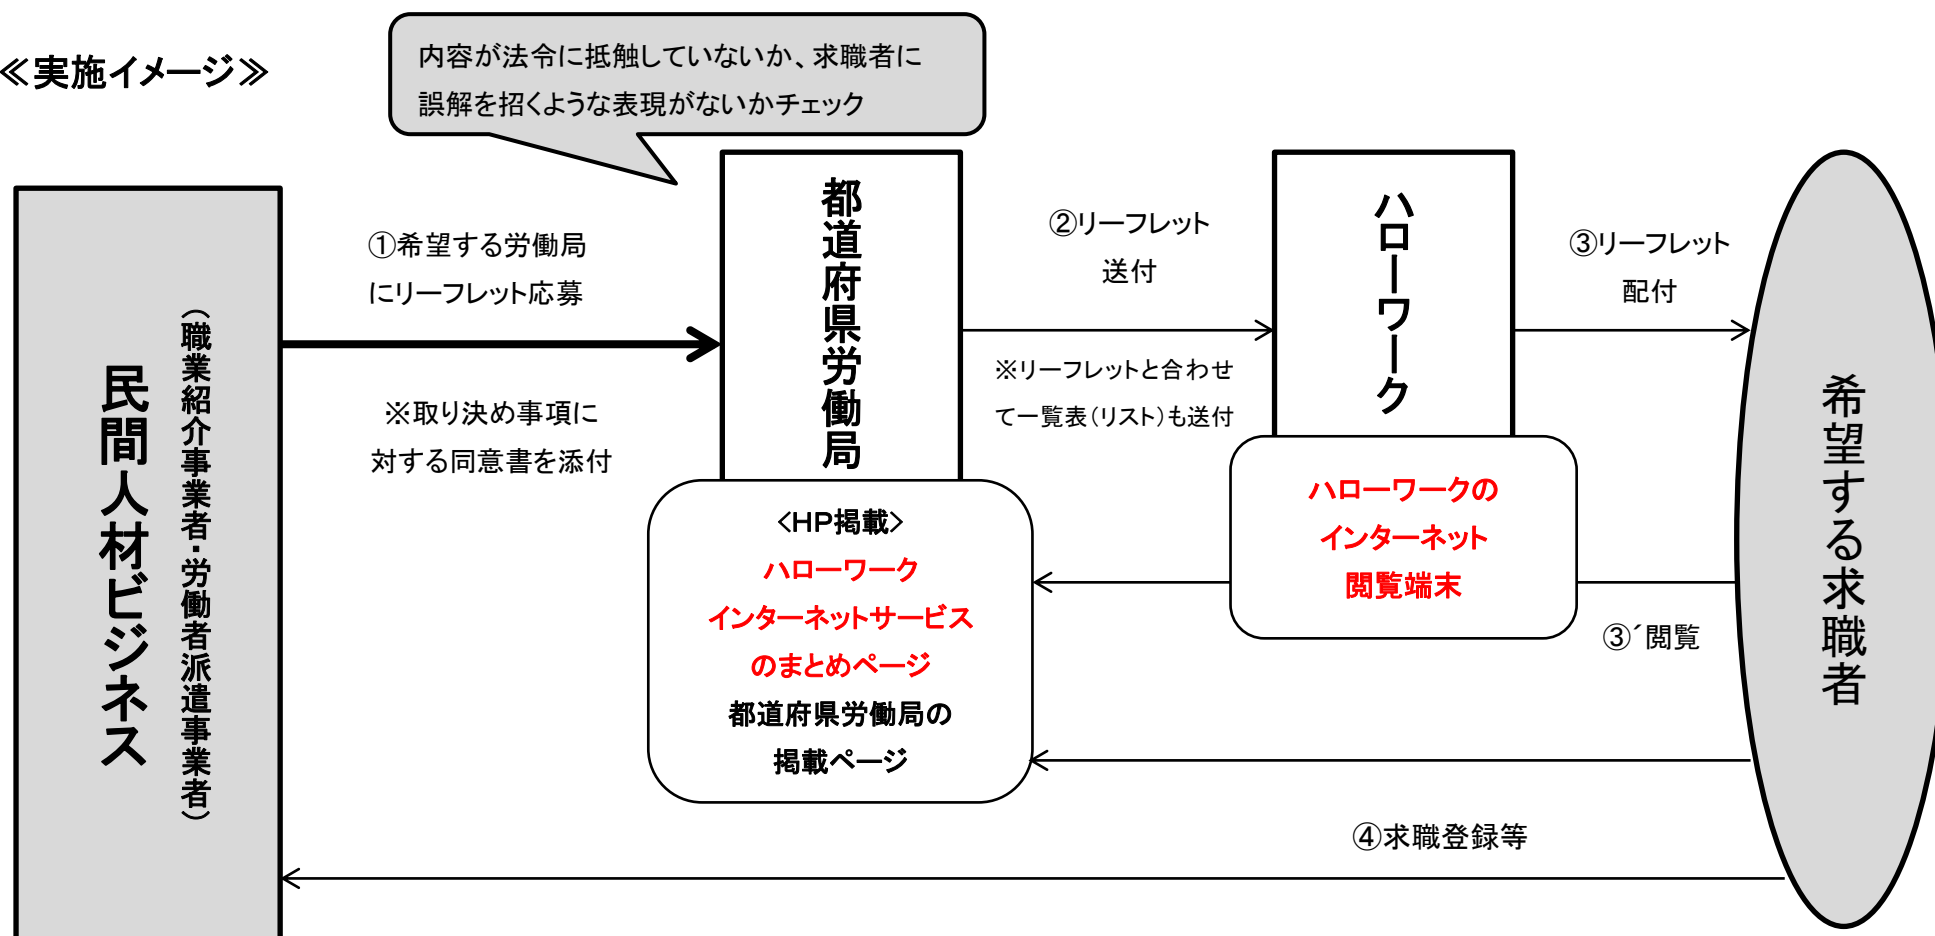 ≪実施イメージ≫
内容が法令に抵触していないか、求職者に
誤解を招くような表現がないかチェック
民間人材ビジネス
（職業紹介事業者・労働者派遣事業者）
①希望する労働局
にリーフレット応募
※取り決め事項に
対する同意書を添付
都道府県労働局
②リーフレット
送付
※リーフレットと合わせ
て一覧表（リスト）も送付
ハローワーク
③リーフレット
配付
希望する求職者
＜HP掲載＞
ハローワーク
インターネットサービス
のまとめページ
都道府県労働局の
掲載ページ
ハローワークの
インターネット
閲覧端末
③´閲覧
④求職登録等